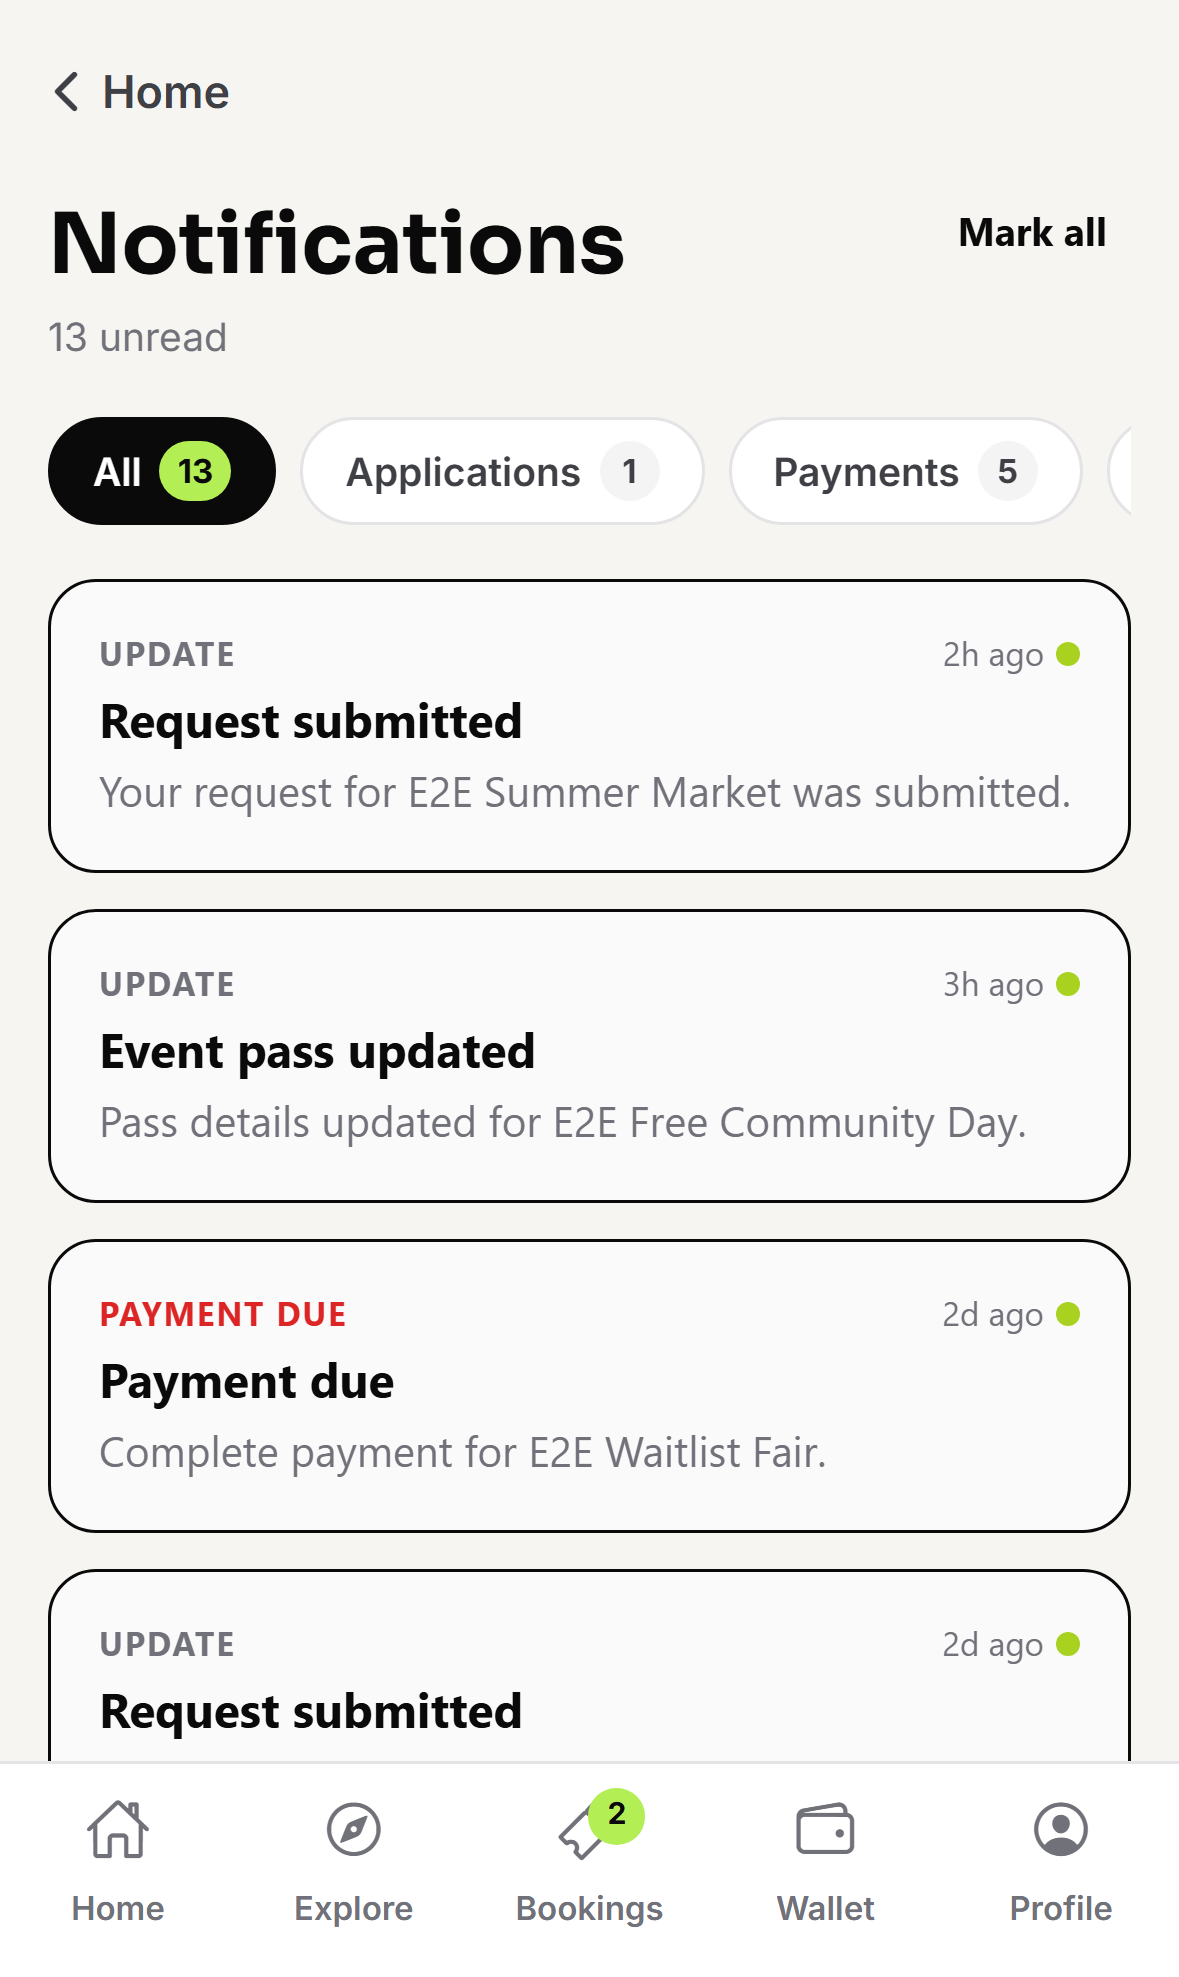 Home
Notifications
Mark all
13 unread
All 13
Applications 1
Payments 5
UPDATE
2h ago
Request submitted
Your request for E2E Summer Market was submitted.
UPDATE
3h ago
Event pass updated
Pass details updated for E2E Free Community Day.
PAYMENT DUE
2d ago
Payment due
Complete payment for E2E Waitlist Fair.
UPDATE
2d ago
Request submitted
2
Home
Explore
Bookings
Wallet
Profile